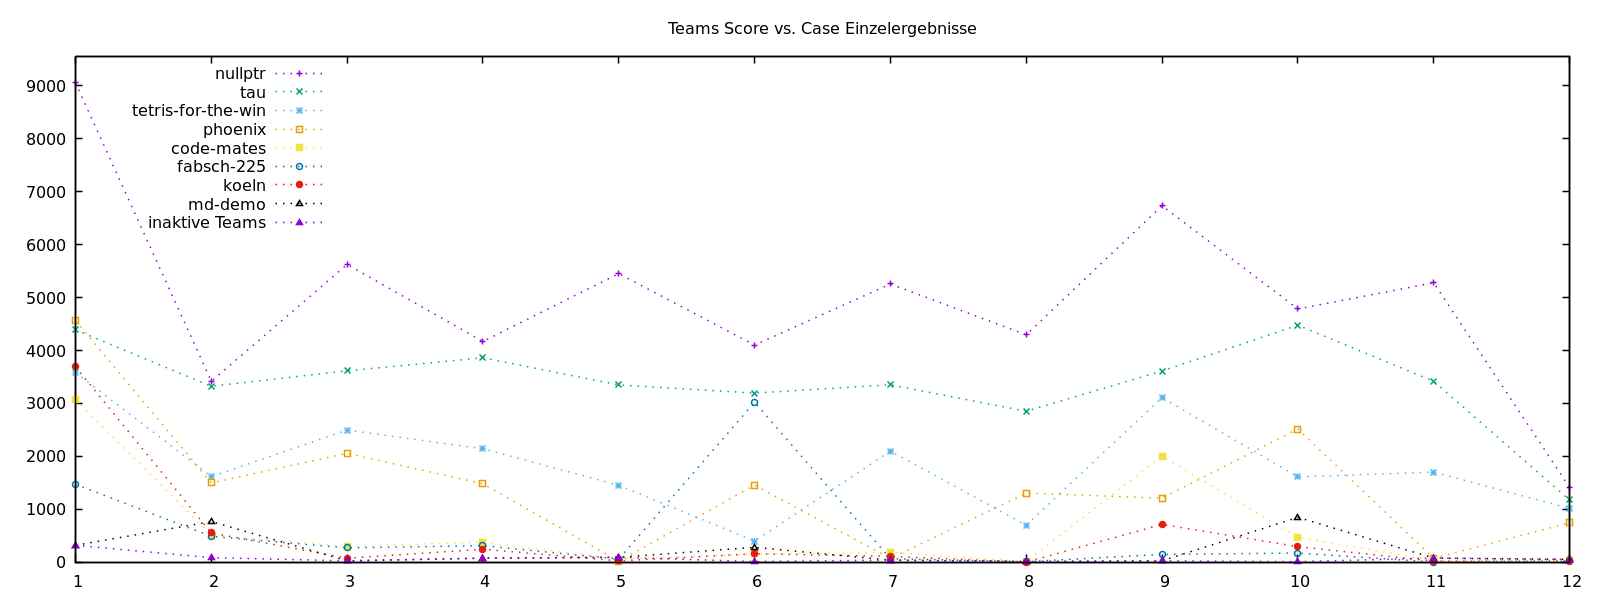 Teams Score vs. Case Einzelergebnisse
nullptr
tau
tetris-for-the-win
phoenix
code-mates
fabsch-225
koeln
md-demo
inaktive Teams
9000
8000
7000
6000
5000
4000
3000
2000
1000
0
1 2 3 4 5 6 7 8 9 10 11 12